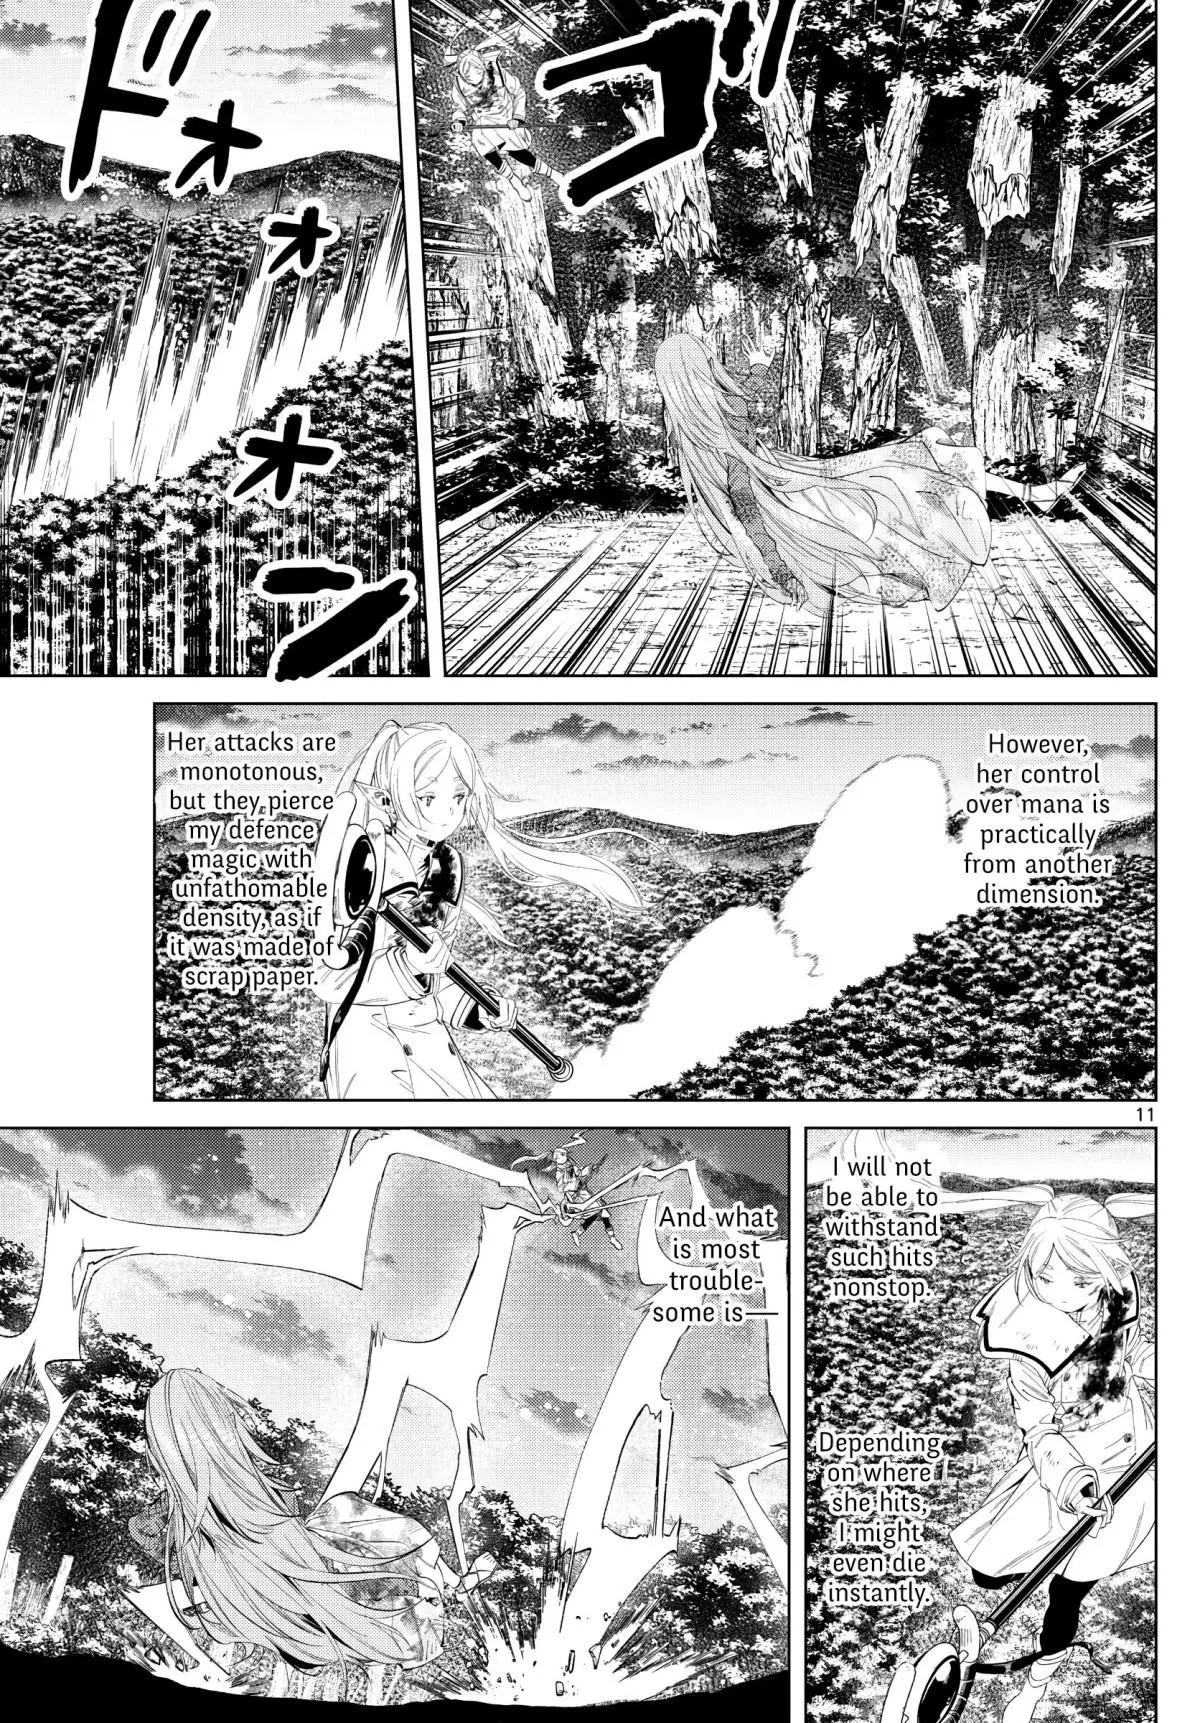 ゴッ
ドォォォン
However,
her control
over mana is
practically
from another
dimension.
Her attacks are
monotonous,
but they pierce
my defence
magic with
unfathomable
density, as if
it was made of
scrap paper.
11
I will not
be able to
withstand
such hits
nonstop.
Depending
on where
she hits,
I might
even die
instantly.
And what
is most
trouble-
some is—